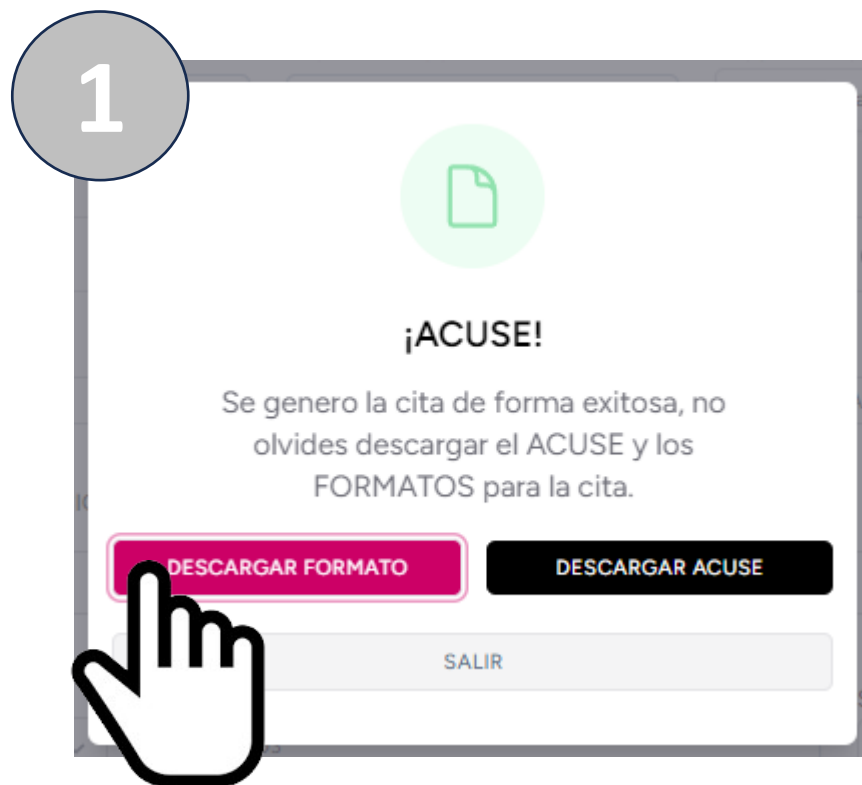 1
¡ACUSE!
Se genero la cita de forma exitosa, no
olvides descargar el ACUSE y los
FORMATOS para la cita.
DESCARGAR FORMATO
DESCARGAR ACUSE
SALIR